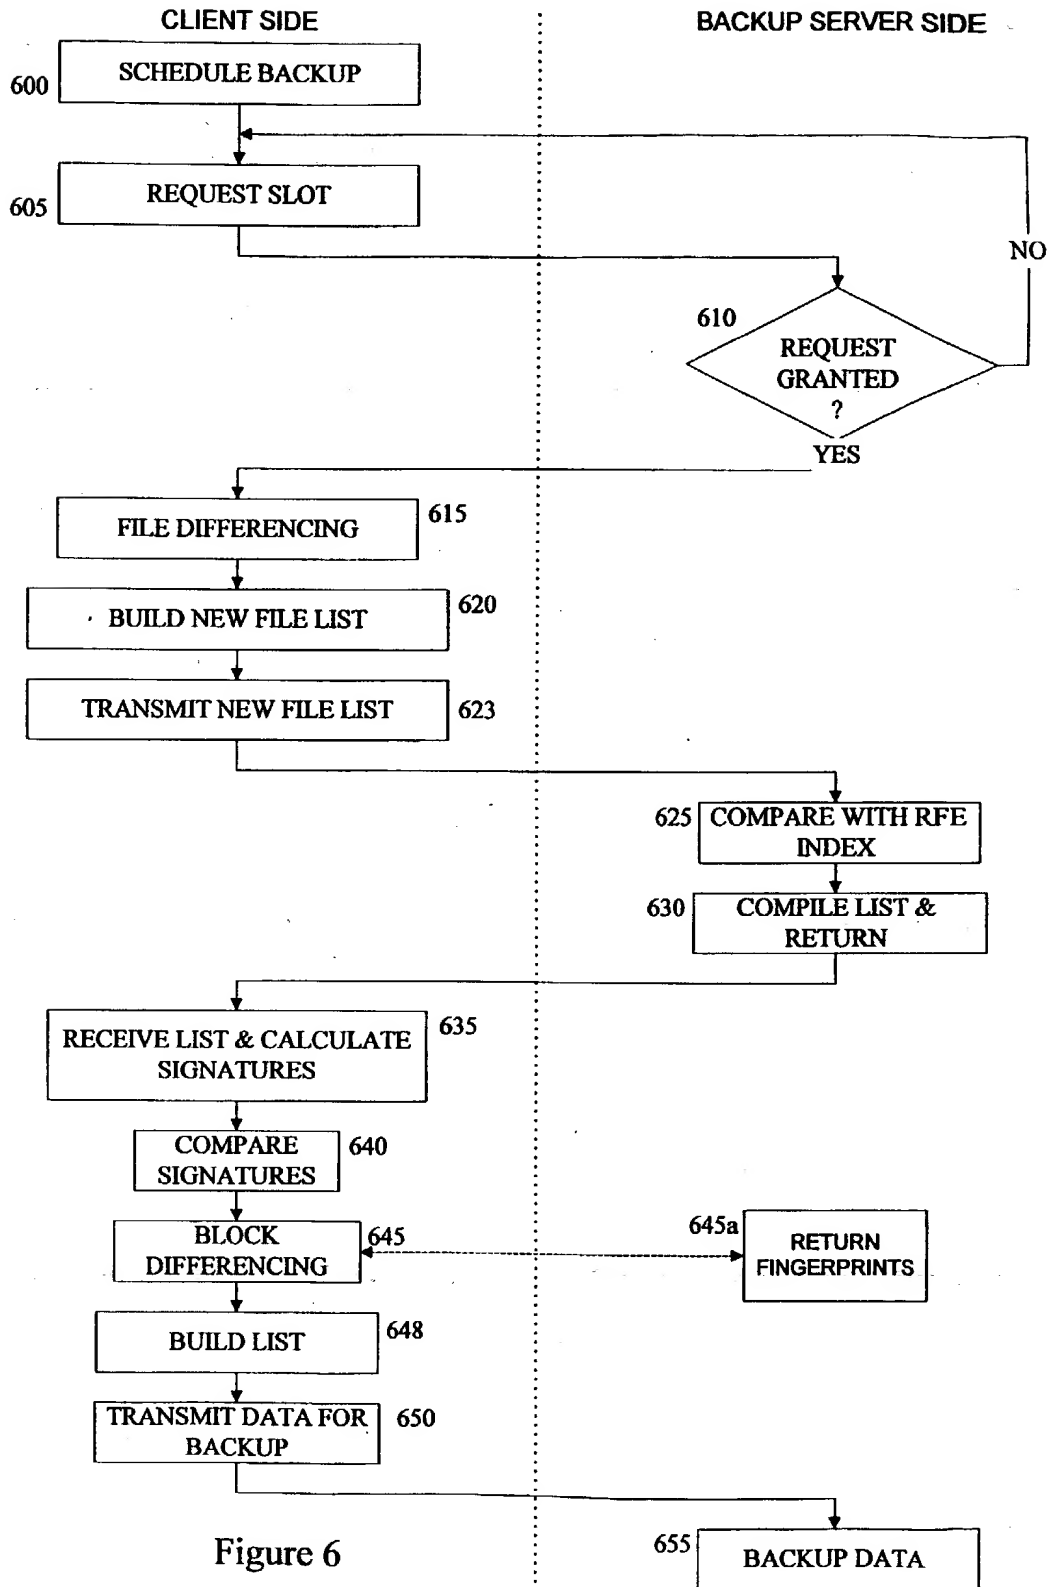 CLIENT SIDE
BACKUP SERVER SIDE
600
SCHEDULE BACKUP
605
REQUEST SLOT
NO
610
REQUEST
GRANTED
?
YES
FILE DIFFERENCING
615
BUILD NEW FILE LIST
620
TRANSMIT NEW FILE LIST
623
625
COMPARE WITH RFE
INDEX
630
COMPILE LIST &
RETURN
RECEIVE LIST & CALCULATE
SIGNATURES
635
COMPARE
SIGNATURES
640
BLOCK
DIFFERENCING
645
645a
RETURN
FINGERPRINTS
BUILD LIST
648
TRANSMIT DATA FOR
BACKUP
650
Figure 6
655
BACKUP DATA